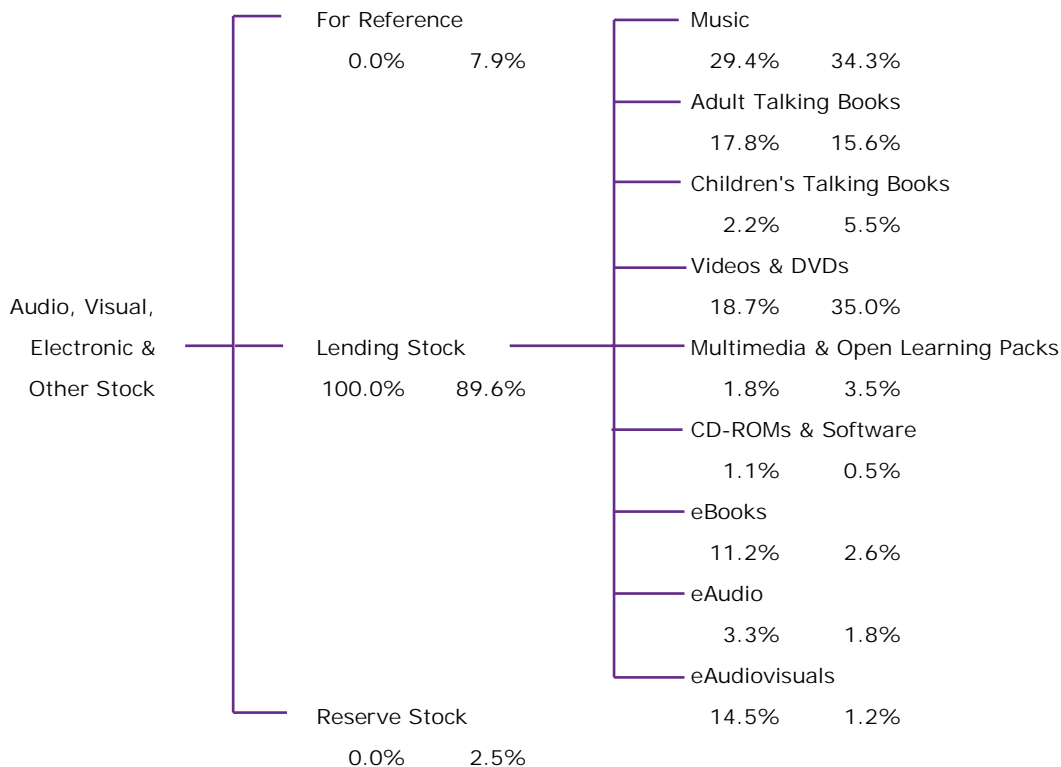 For Reference
0.0% 7.9%
Audio, Visual,
Electronic &
Other Stock
Lending Stock
100.0% 89.6%
Reserve Stock
0.0% 2.5%
Music
29.4% 34.3%
Adult Talking Books
17.8% 15.6%
Children's Talking Books
2.2% 5.5%
Videos & DVDs
18.7% 35.0%
Multimedia & Open Learning Packs
1.8% 3.5%
CD-ROMs & Software
1.1% 0.5%
eBooks
11.2% 2.6%
eAudio
3.3% 1.8%
eAudiovisuals
14.5% 1.2%